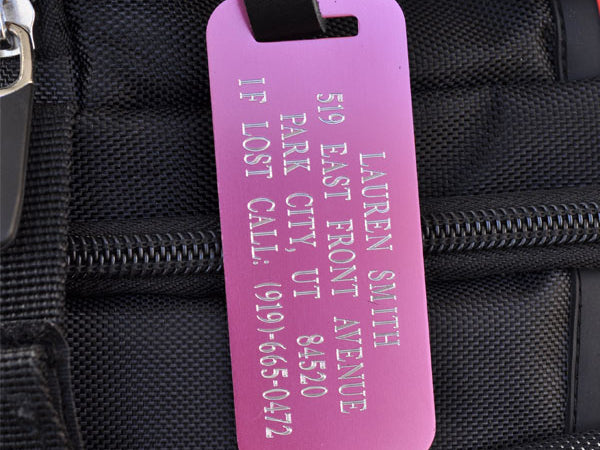 LAUREN SMITH
519 EAST FRONT AVENUE
PARK CITY, UT 84520
IF LOST CALL: (919)-665-0472